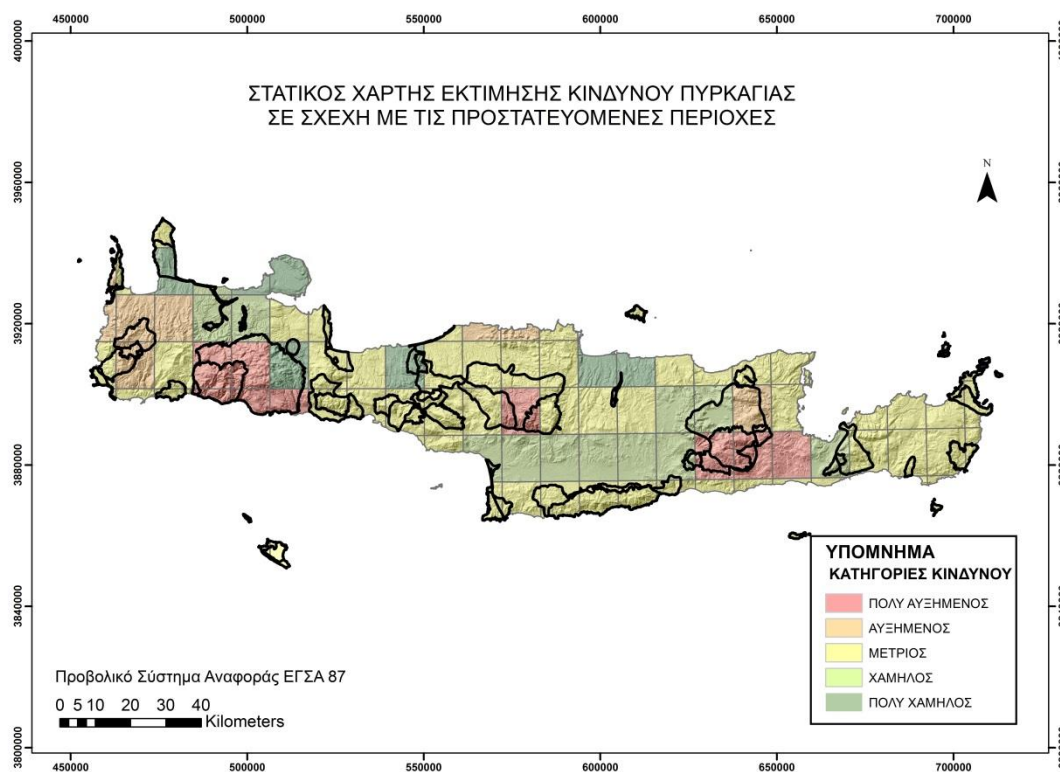 450000 500000 550000 600000 650000 700000
4000000
ΣΤΑΤΙΚΟΣ ΧΑΡΤΗΣ ΕΚΤΙΜΗΣΗΣ ΚΙΝΔΥΝΟΥ ΠΥΡΚΑΓΙΑΣ
ΣΕ ΣΧΕΧΗ ΜΕ ΤΙΣ ΠΡΟΣΤΑΤΕΥΟΜΕΝΕΣ ΠΕΡΙΟΧΕΣ
N
3960000
3920000
3880000
3840000
3800000
ΥΠΟΜΝΗΜΑ
ΚΑΤΗΓΟΡΙΕΣ ΚΙΝΔΥΝΟΥ
ΠΟΛΥ ΑΥΞΗΜΕΝΟΣ
ΑΥΞΗΜΕΝΟΣ
ΜΕΤΡΙΟΣ
ΧΑΜΗΛΟΣ
ΠΟΛΥ ΧΑΜΗΛΟΣ
Προβολικό Σύστημα Αναφοράς ΕΓΣΑ 87
0 5 10 20 30 40
Kilometers
450000 500000 550000 600000 650000 700000